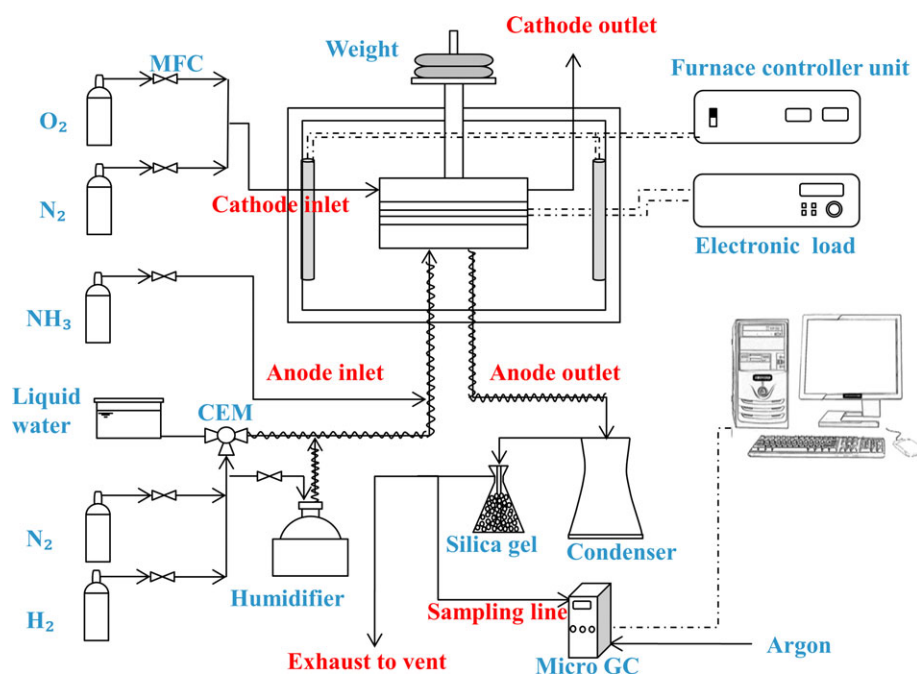 Cathode outlet
Weight
MFC
Furnace controller unit
O₂
N₂
Cathode inlet
Electronic load
NH₃
Anode inlet
Anode outlet
Liquid
water
CEM
N₂
Silica gel
Condenser
H₂
Humidifier
Sampling line
Exhaust to vent
Micro GC
Argon